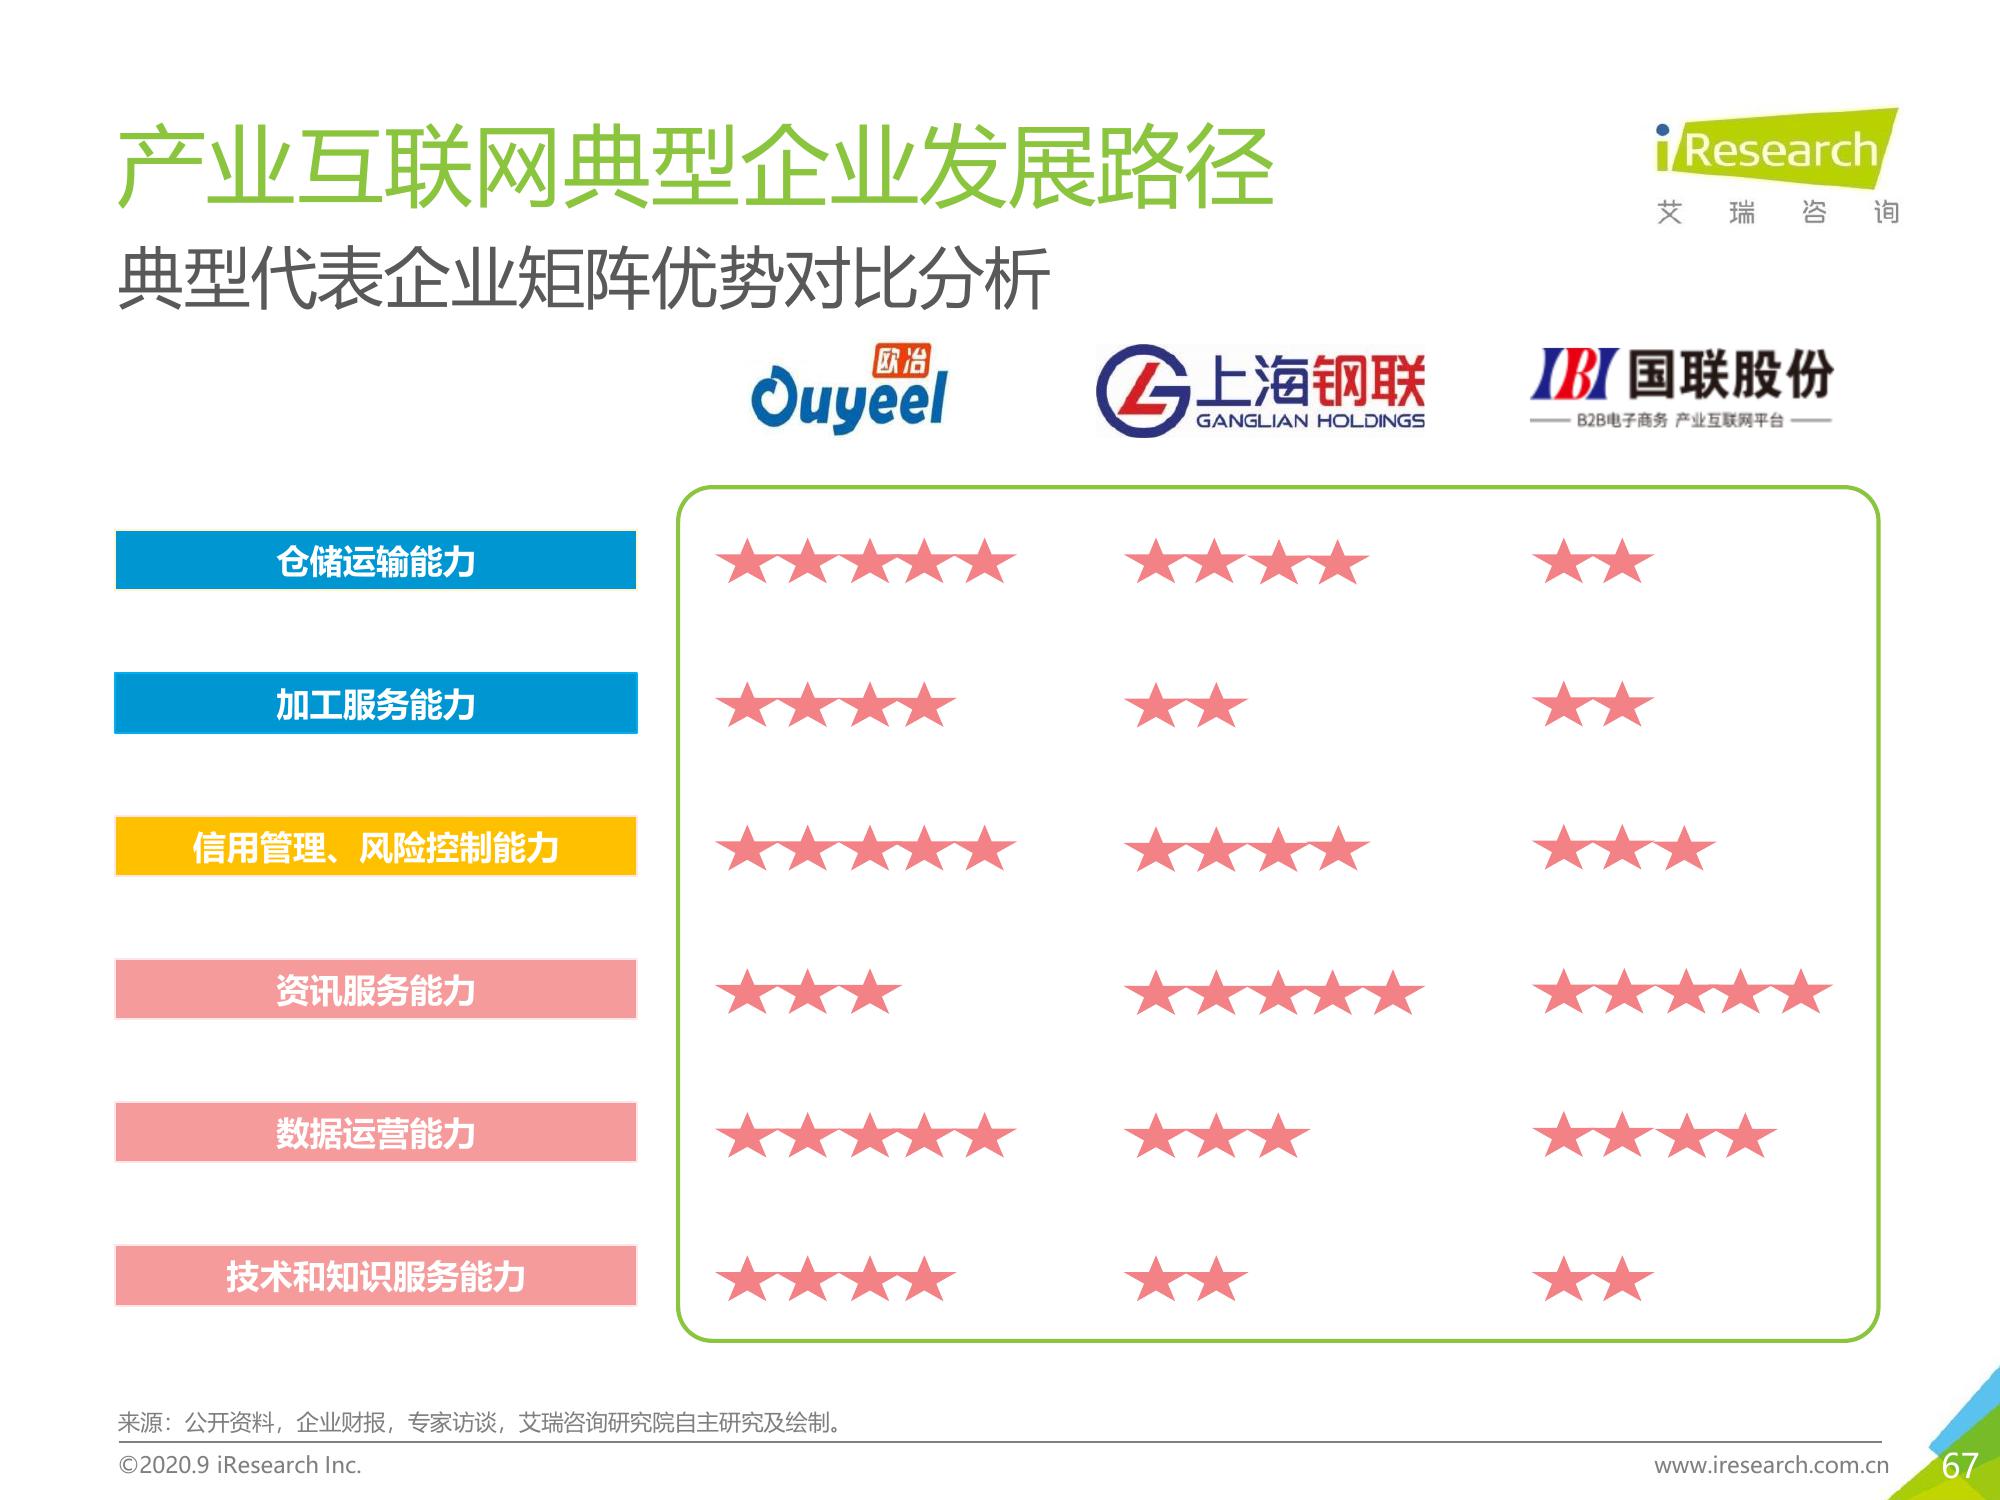 产业互联网典型企业发展路径
iResearch
艾瑞咨询
典型代表企业矩阵优势对比分析
欧冶
Ouyeel
上海钢联
GANGLIAN HOLDINGS
IBI 国联股份
B2B电子商务 产业互联网平台
仓储运输能力
加工服务能力
信用管理、风险控制能力
资讯服务能力
数据运营能力
技术和知识服务能力
来源：公开资料，企业财报，专家访谈，艾瑞咨询研究院自主研究及绘制。
©2020.9 iResearch Inc.
www.iresearch.com.cn
67